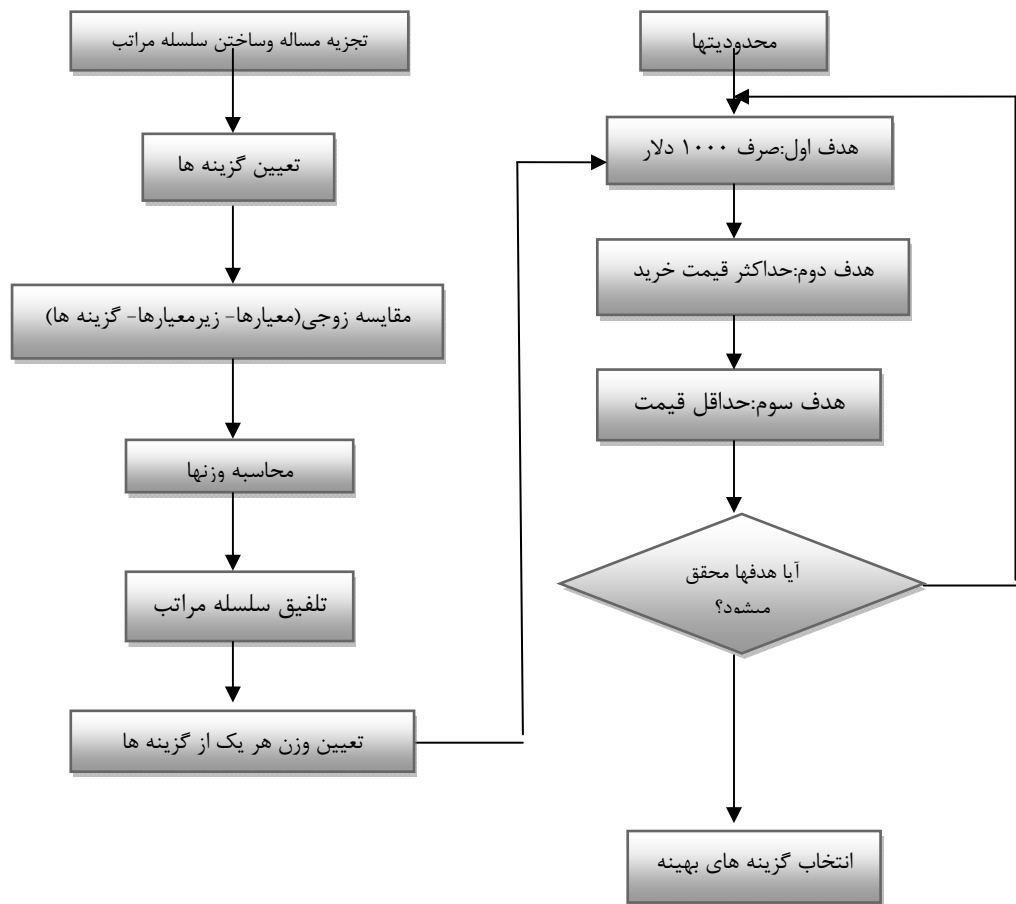 تجزیه مساله وساختن سلسله مراتب
تعیین گزینه ها
مقایسه زوجی(معیارها- زیرمعیارها- گزینه ها)
محاسبه وزنها
تلفیق سلسله مراتب
تعیین وزن هر یک از گزینه ها
محدودیتها
هدف اول:صرف ۱۰۰۰ دلار
هدف دوم:حداکثر قیمت خرید
هدف سوم:حداقل قیمت
آیا هدفها محقق
میشود؟
انتخاب گزینه های بهینه